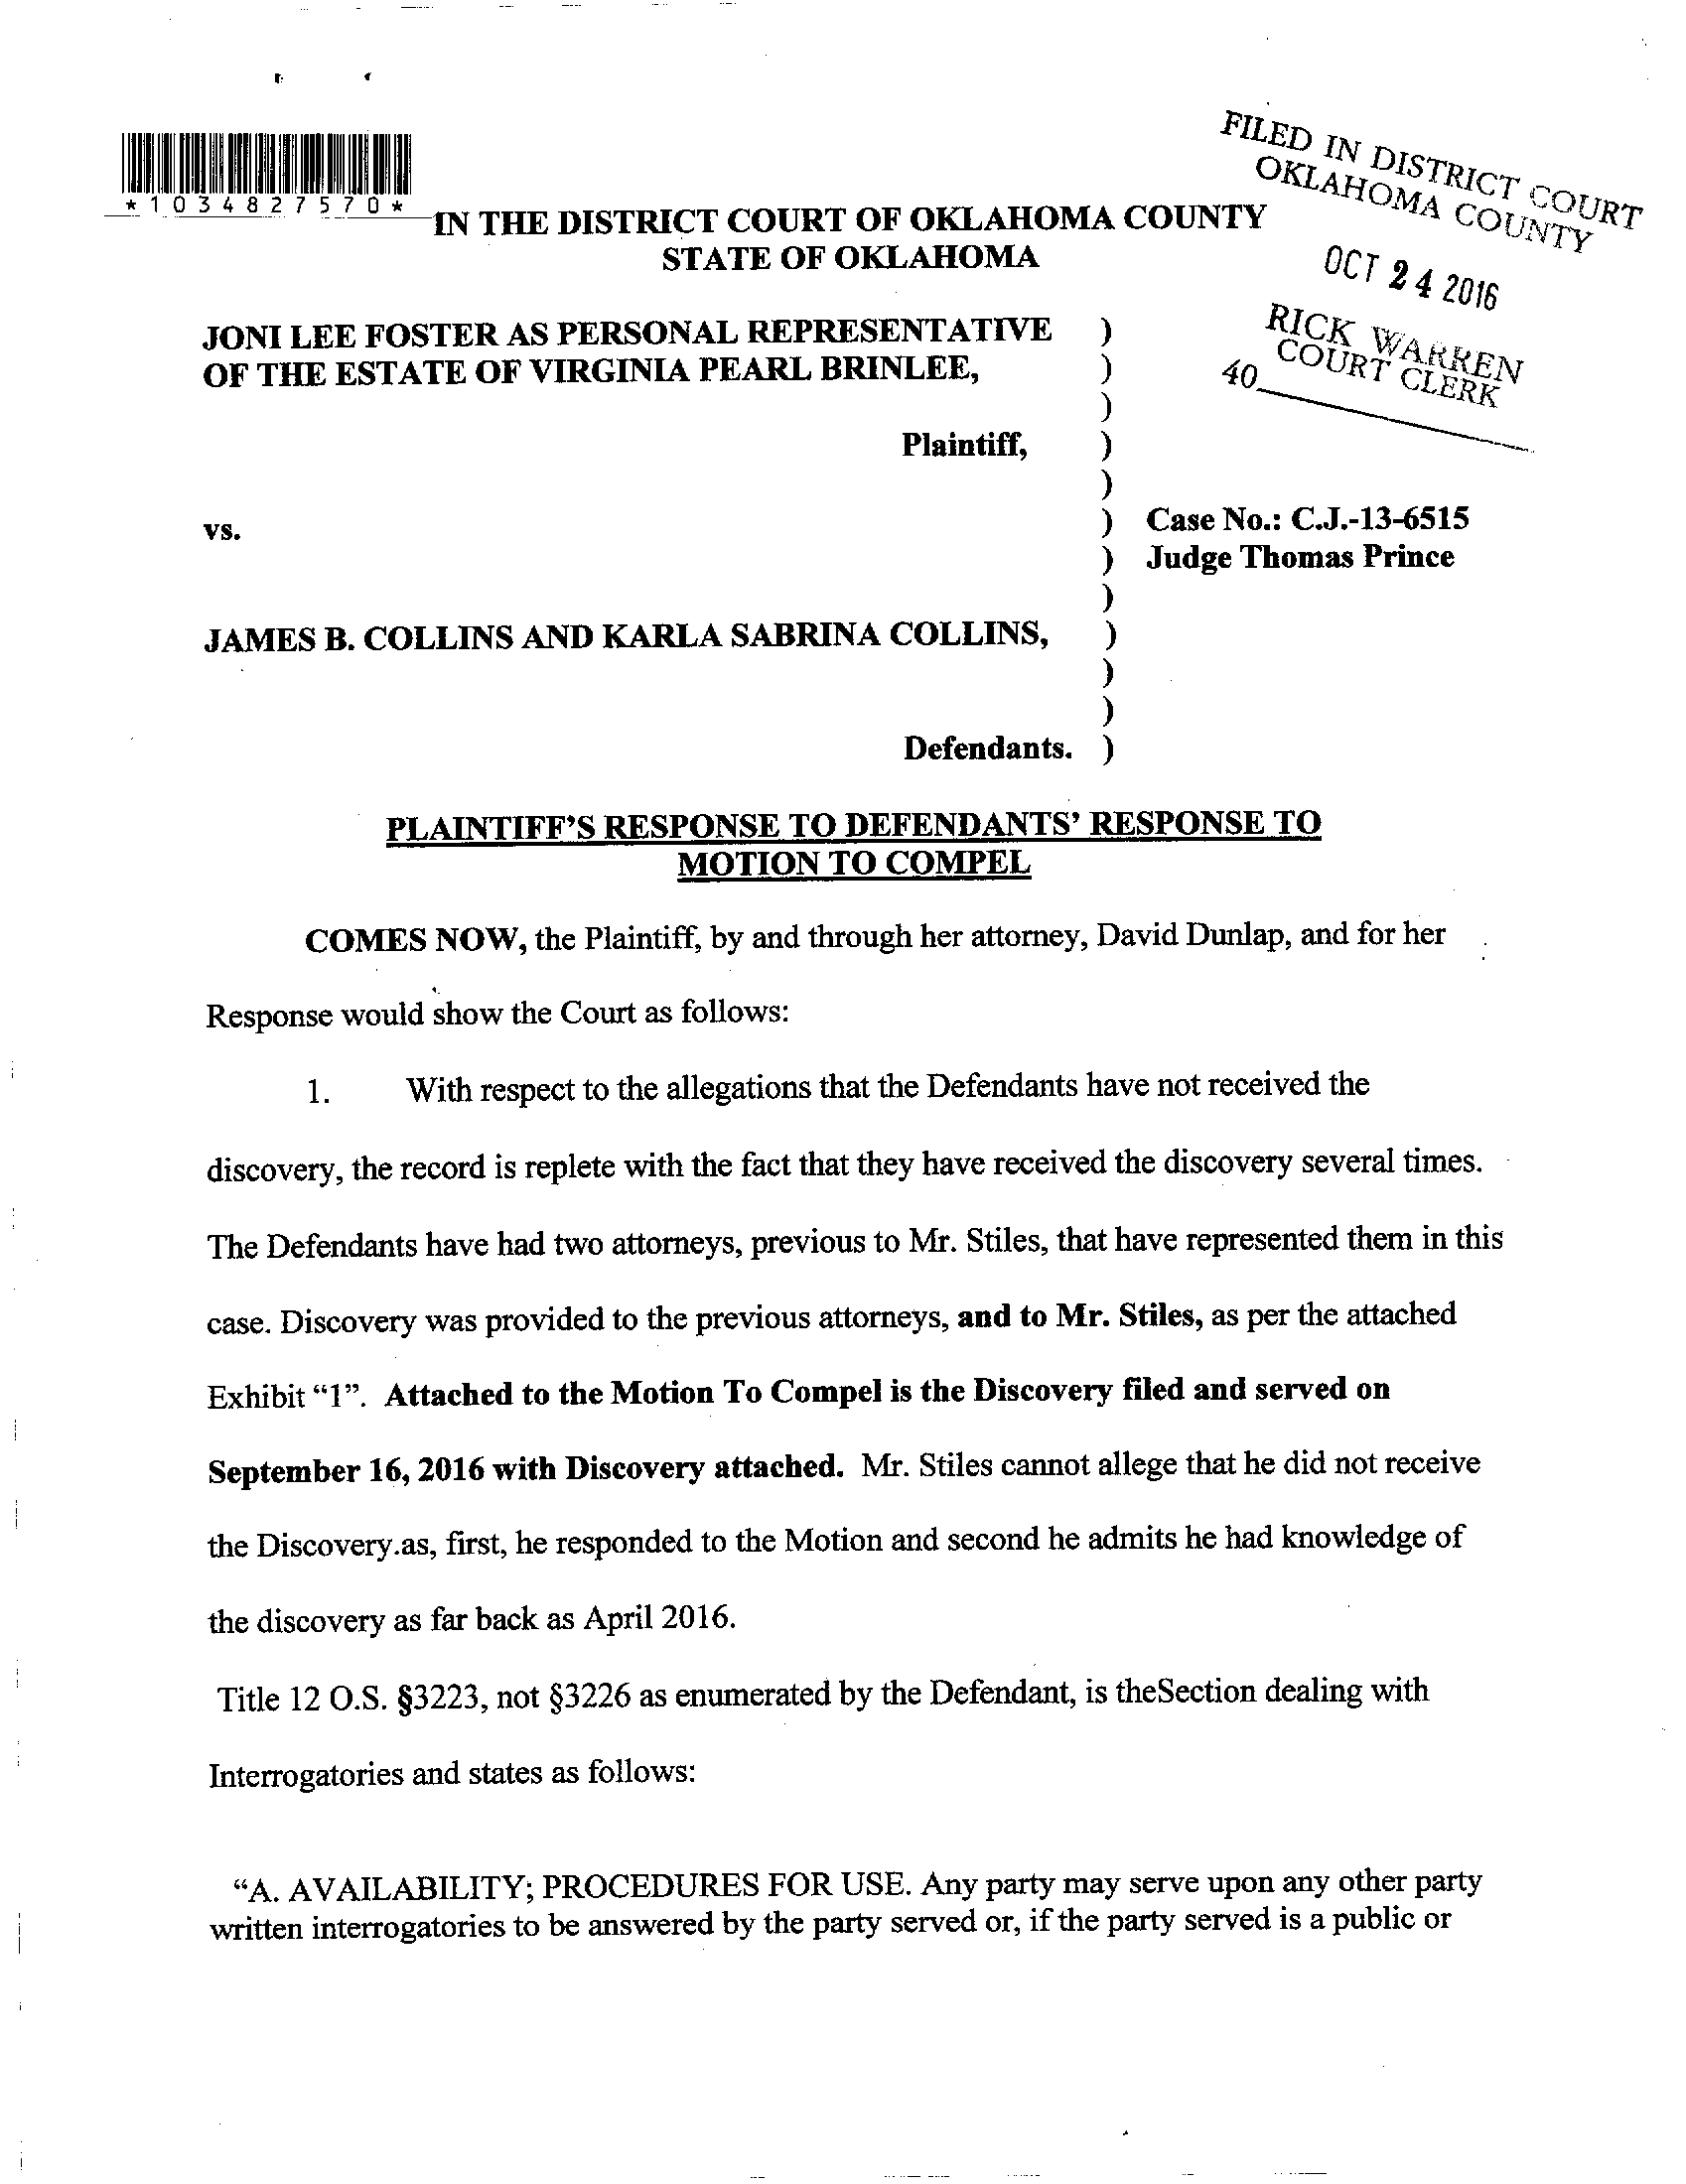 FILED IN DISTRICT COURT
OKLAHOMA COUNTY
OCT 24 2016
RICK WARREN
COURT CLERK
40
*1034827570*
IN THE DISTRICT COURT OF OKLAHOMA COUNTY
STATE OF OKLAHOMA
JONI LEE FOSTER AS PERSONAL REPRESENTATIVE )
OF THE ESTATE OF VIRGINIA PEARL BRINLEE, )
)
Plaintiff, )
)
vs. ) Case No.: C.J.-13-6515
) Judge Thomas Prince
)
JAMES B. COLLINS AND KARLA SABRINA COLLINS, )
)
)
Defendants. )
PLAINTIFF'S RESPONSE TO DEFENDANTS' RESPONSE TO
MOTION TO COMPEL
COMES NOW, the Plaintiff, by and through her attorney, David Dunlap, and for her
Response would show the Court as follows:
1. With respect to the allegations that the Defendants have not received the
discovery, the record is replete with the fact that they have received the discovery several times.
The Defendants have had two attorneys, previous to Mr. Stiles, that have represented them in this
case. Discovery was provided to the previous attorneys, and to Mr. Stiles, as per the attached
Exhibit “1”. Attached to the Motion To Compel is the Discovery filed and served on
September 16, 2016 with Discovery attached. Mr. Stiles cannot allege that he did not receive
the Discovery.as, first, he responded to the Motion and second he admits he had knowledge of
the discovery as far back as April 2016.
Title 12 O.S. §3223, not §3226 as enumerated by the Defendant, is theSection dealing with
Interrogatories and states as follows:
“A. AVAILABILITY; PROCEDURES FOR USE. Any party may serve upon any other party
written interrogatories to be answered by the party served or, if the party served is a public or